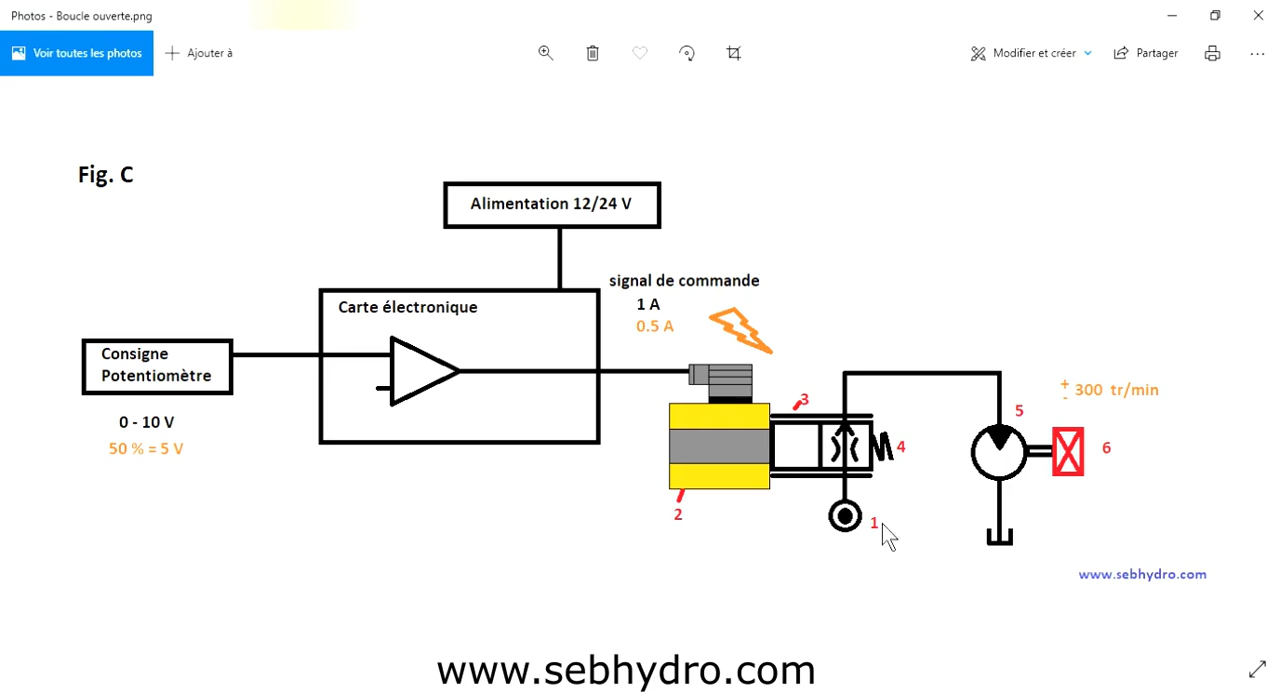 Photos - Boucle ouverte.png
Voir toutes les photos
Ajouter à
Modifier et créer
Partager
Fig. C
Alimentation 12/24 V
signal de commande
1 A
0.5 A
Carte électronique
Consigne
Potentiomètre
0 - 10 V
50 % = 5 V
3
4
2
1
5
6
+
- 300 tr/min
www.sebhydro.com
www.sebhydro.com